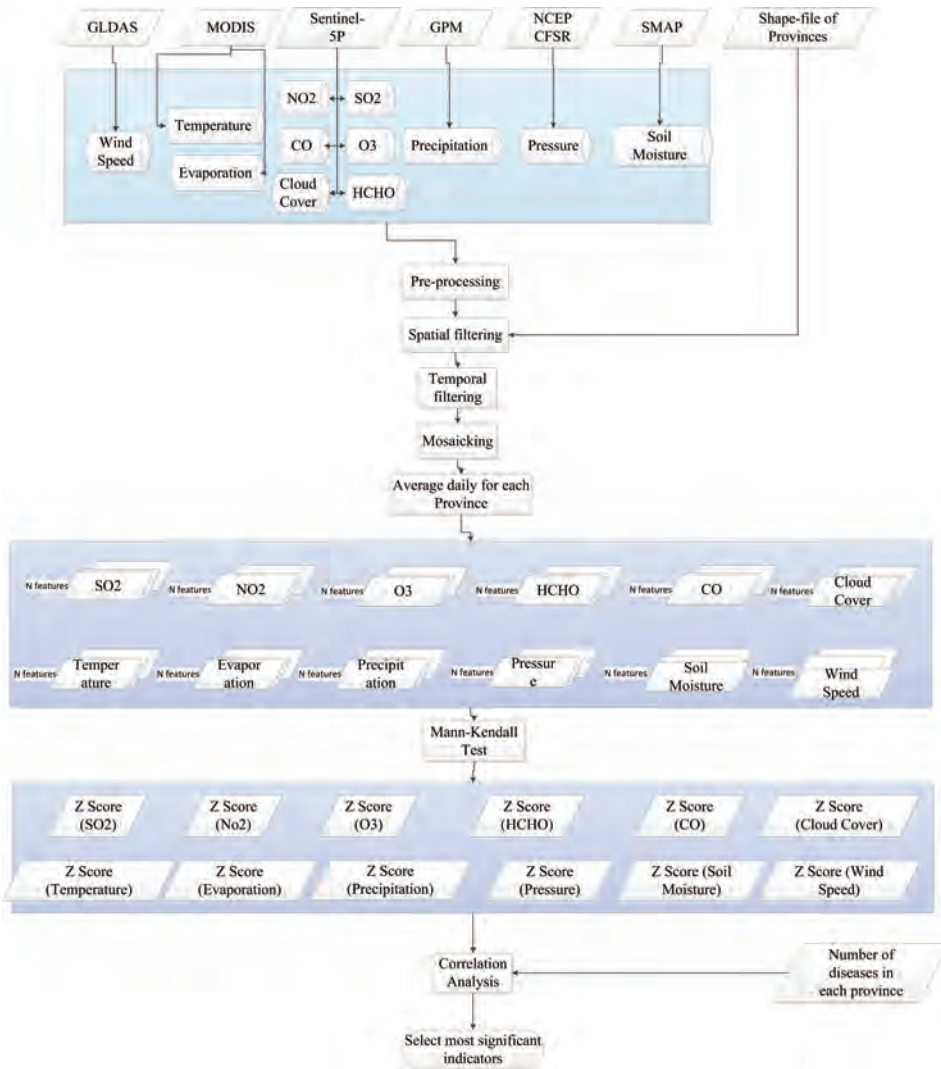 GLDAS
MODIS
Sentinel-
5P
GPM
NCEP
CFSR
SMAP
Shape-file of
Provinces
NO2
SO2
Temperature
Wind
Speed
CO
O3
Precipitation
Pressure
Soil
Moisture
Evaporation
Cloud
Cover
HCHO
Pre-processing
Spatial filtering
Temporal
filtering
Mosaicking
Average daily for each
Province
N features
SO2
N features
NO2
N features
O3
N features
HCHO
N features
CO
N features
Cloud
Cover
N features
Temper
ature
N features
Evapor
ation
N features
Precipit
ation
N features
Pressur
e
N features
Soil
Moisture
N features
Wind
Speed
Mann-Kendall
Test
Z Score
(SO2)
Z Score
(No2)
Z Score
(O3)
Z Score
(HCHO)
Z Score
(CO)
Z Score
(Cloud Cover)
Z Score
(Temperature)
Z Score
(Evaporation)
Z Score
(Precipitation)
Z Score
(Pressure)
Z Score (Soil
Moisture)
Z Score (Wind
Speed)
Correlation
Analysis
Number of
diseases in
each province
Select most significant
indicators